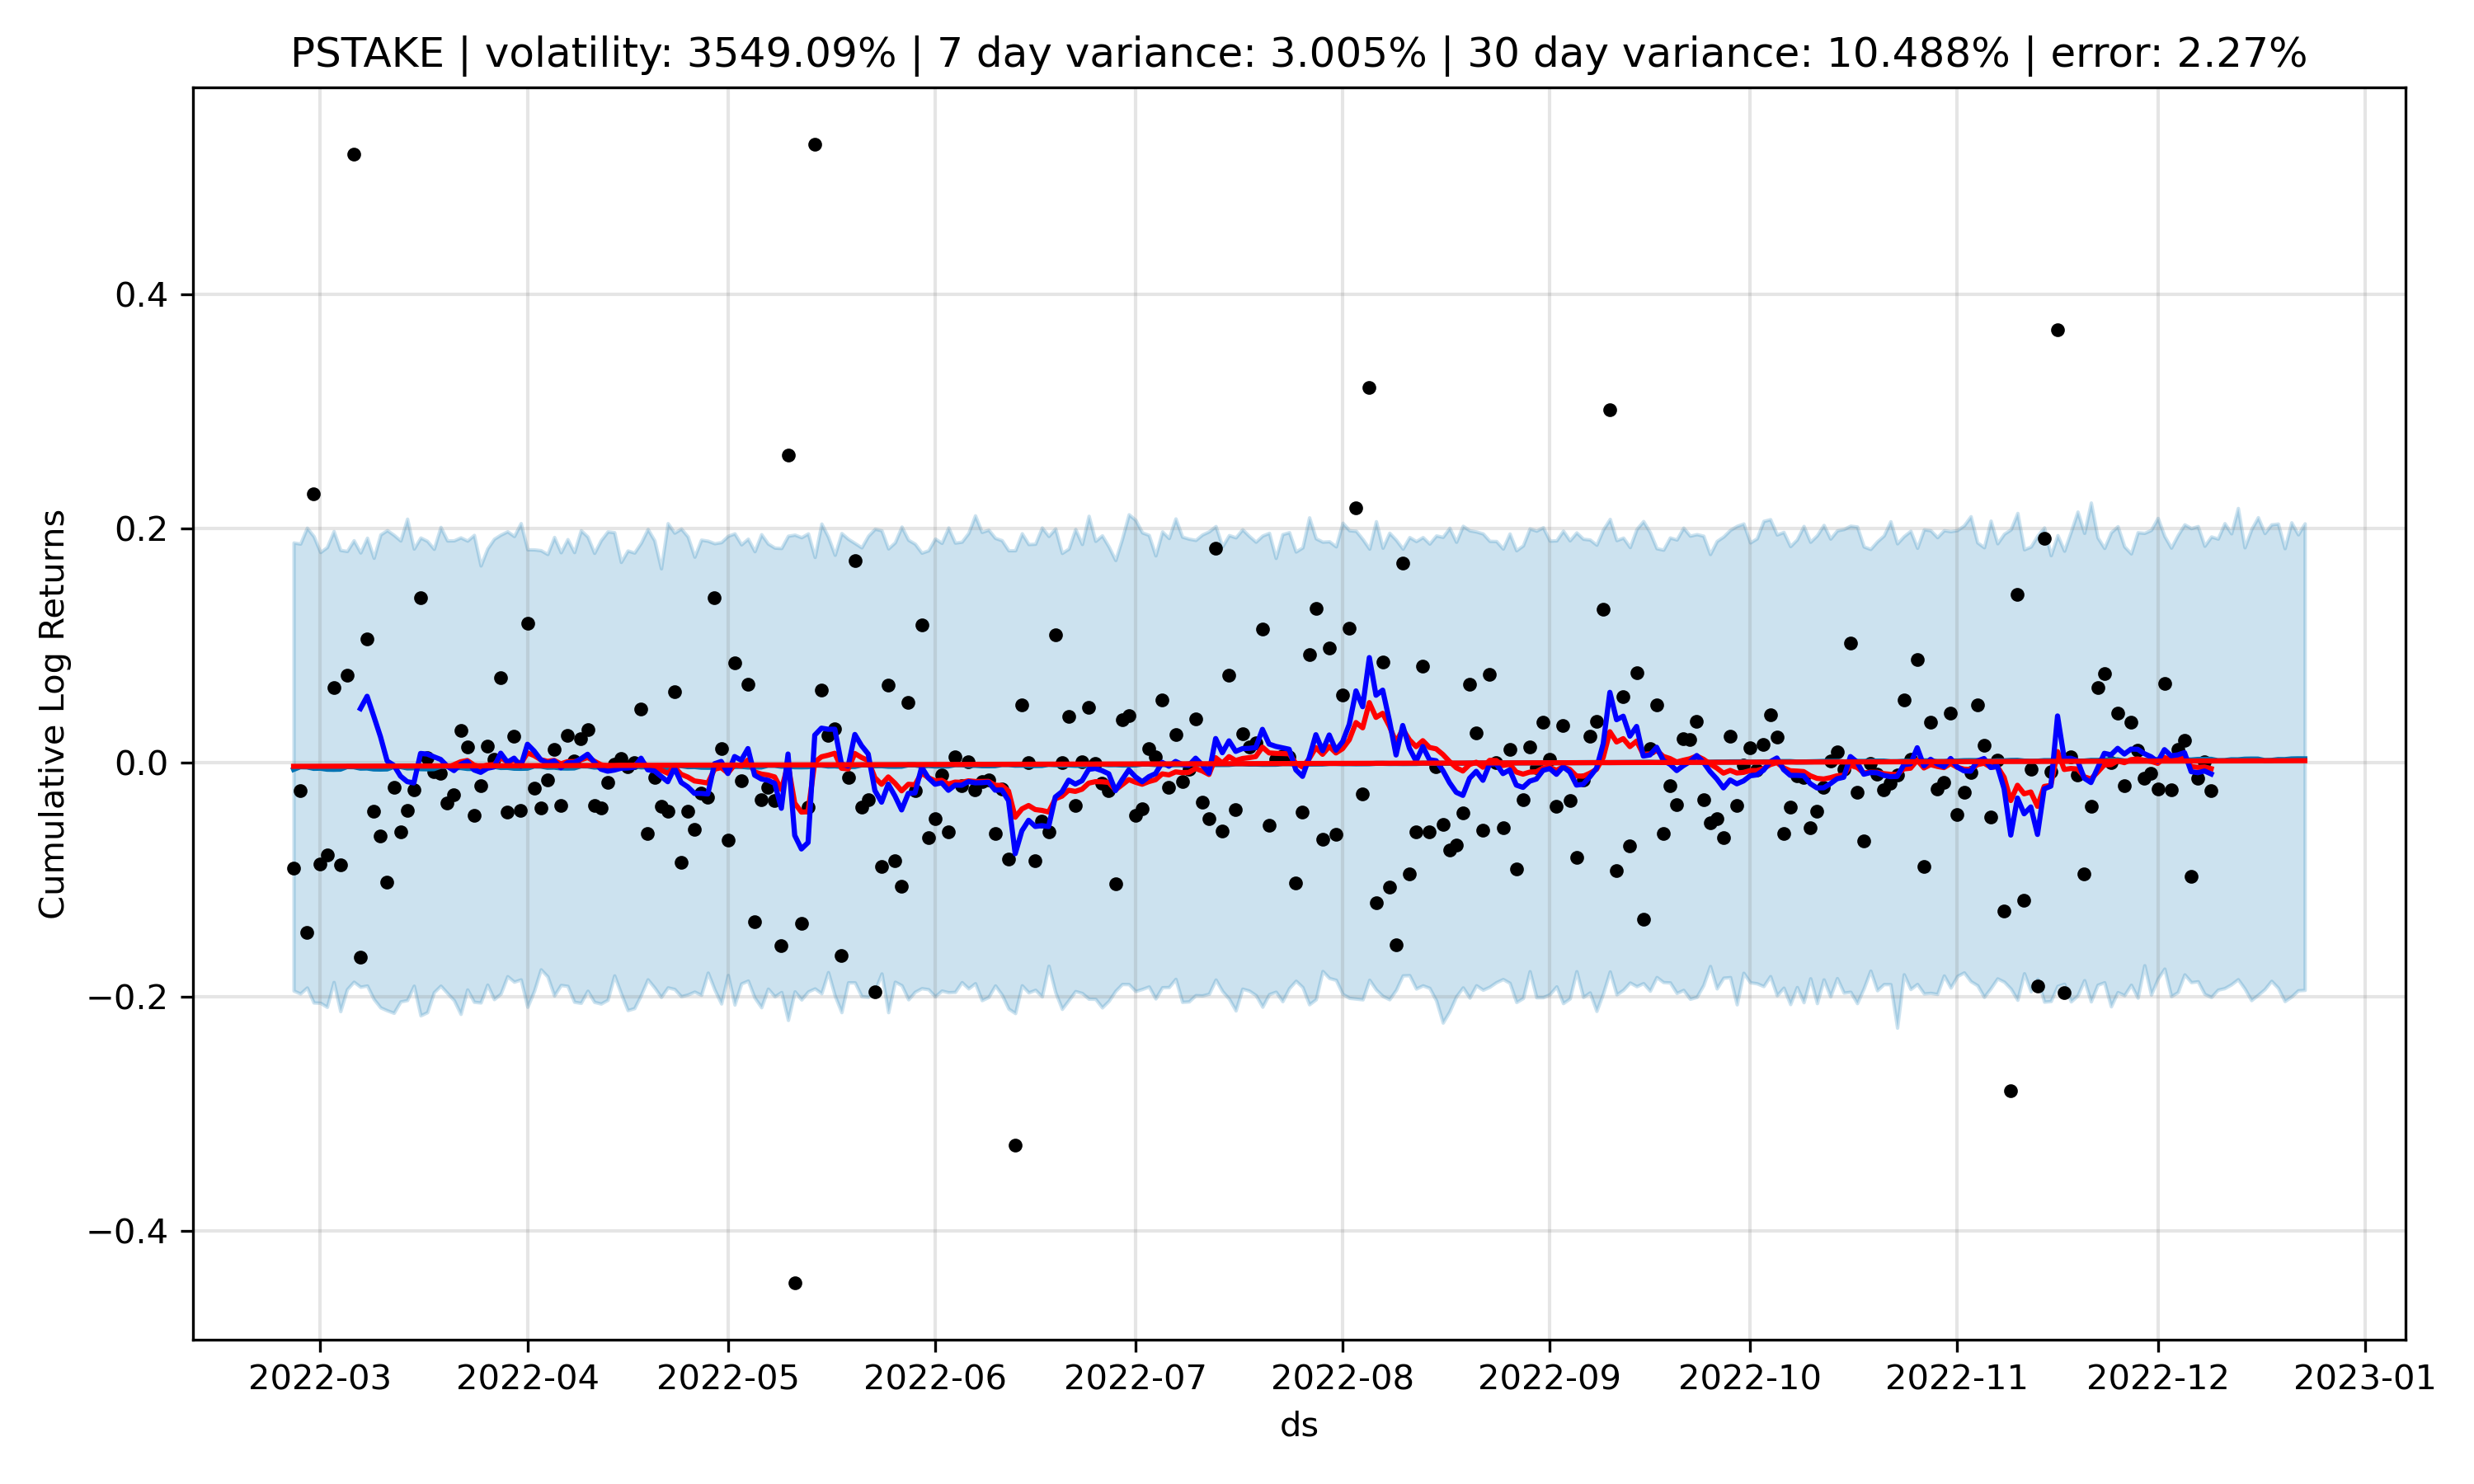 PSTAKE | volatility: 3549.09% | 7 day variance: 3.005% | 30 day variance: 10.488% | error: 2.27%
Cumulative Log Returns
0.4
0.2
0.0
−0.2
−0.4
2022-03 2022-04 2022-05 2022-06 2022-07 2022-08 2022-09 2022-10 2022-11 2022-12 2023-01
ds